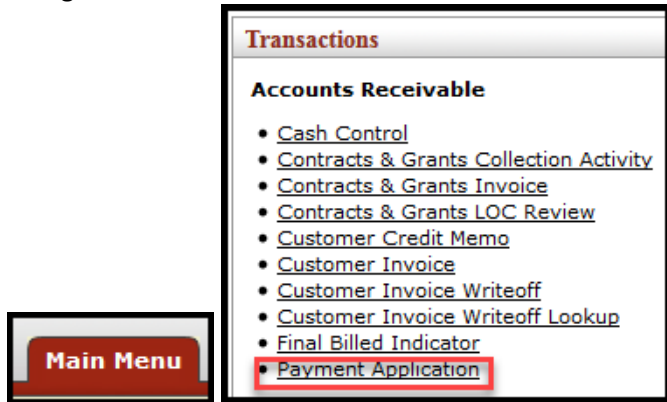 Transactions
Accounts Receivable
• Cash Control
• Contracts & Grants Collection Activity
• Contracts & Grants Invoice
• Contracts & Grants LOC Review
• Customer Credit Memo
• Customer Invoice
• Customer Invoice Writeoff
• Customer Invoice Writeoff Lookup
• Final Billed Indicator
• Payment Application
Main Menu